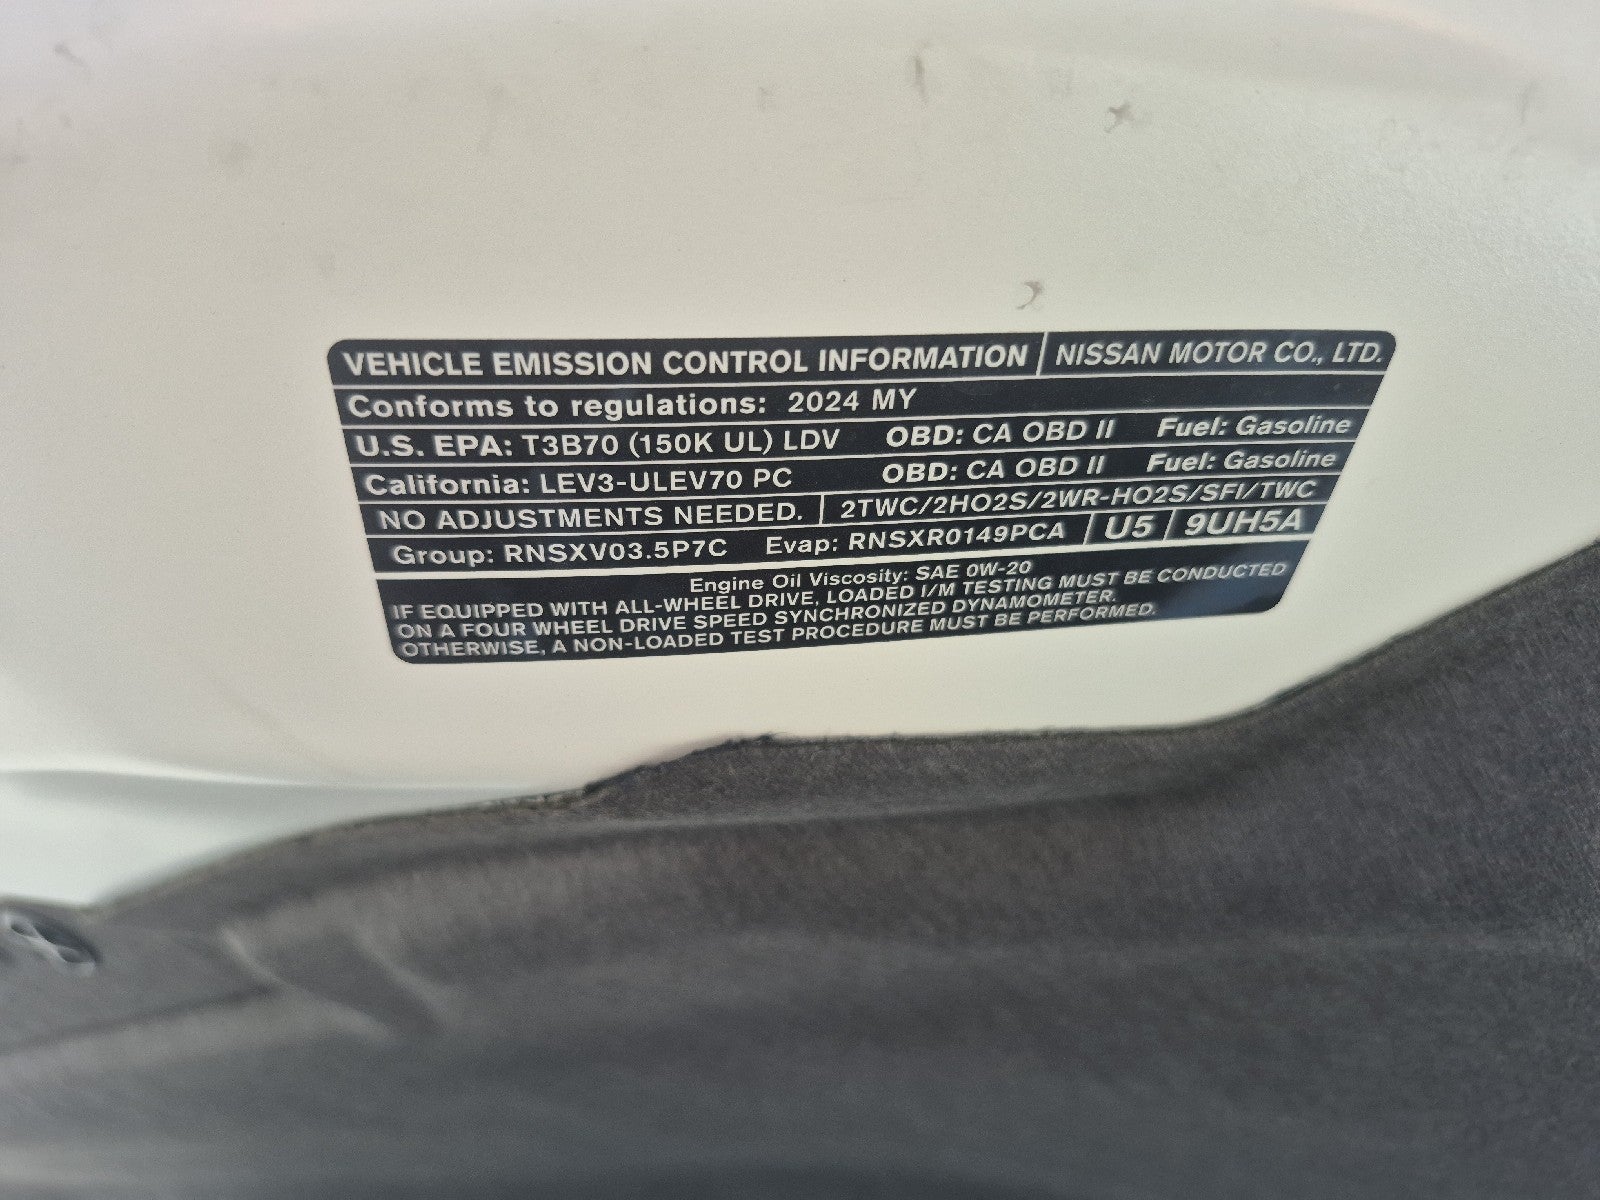 VEHICLE EMISSION CONTROL INFORMATION | NISSAN MOTOR CO., LTD.
Conforms to regulations: 2024 MY
U.S. EPA: T3B70 (150K UL) LDV OBD: CA OBD II Fuel: Gasoline
California: LEV3-ULEV70 PC OBD: CA OBD II Fuel: Gasoline
NO ADJUSTMENTS NEEDED. | 2TWC/2HO2S/2WR-HO2S/SFI/TWC
Group: RNSXV03.5P7C Evap: RNSXR0149PCA | U5 | 9UH5A
Engine Oil Viscosity: SAE 0W-20
IF EQUIPPED WITH ALL-WHEEL DRIVE, LOADED I/M TESTING MUST BE CONDUCTED
ON A FOUR WHEEL DRIVE SPEED SYNCHRONIZED DYNAMOMETER.
OTHERWISE, A NON-LOADED TEST PROCEDURE MUST BE PERFORMED.